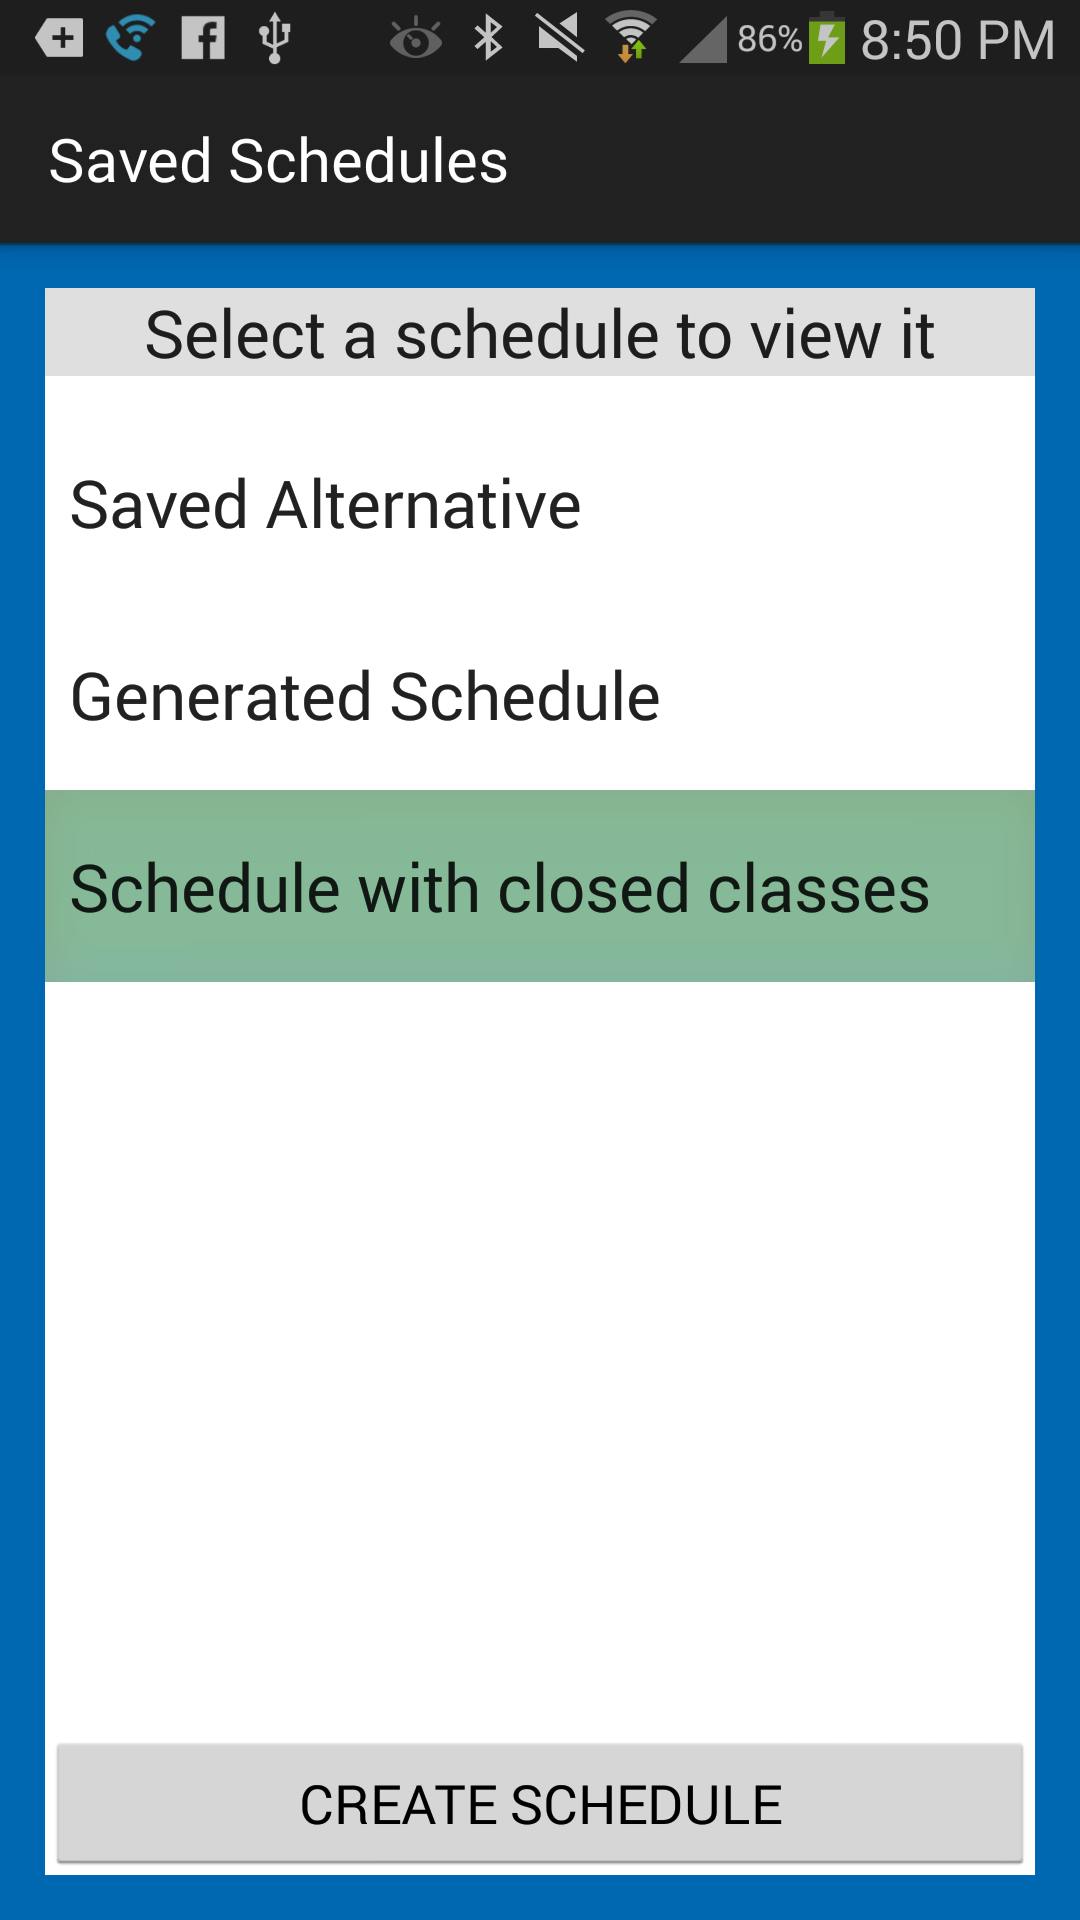 86% 8:50 PM
Saved Schedules
Select a schedule to view it
Saved Alternative
Generated Schedule
Schedule with closed classes
CREATE SCHEDULE